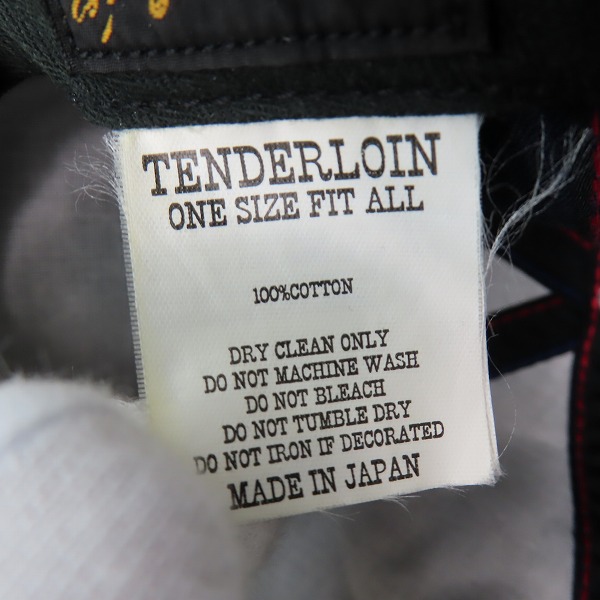 TENDERLOIN
ONE SIZE FIT ALL
100%COTTON
DRY CLEAN ONLY
DO NOT MACHINE WASH
DO NOT BLEACH
DO NOT TUMBLE DRY
DO NOT IRON IF DECORATED
MADE IN JAPAN